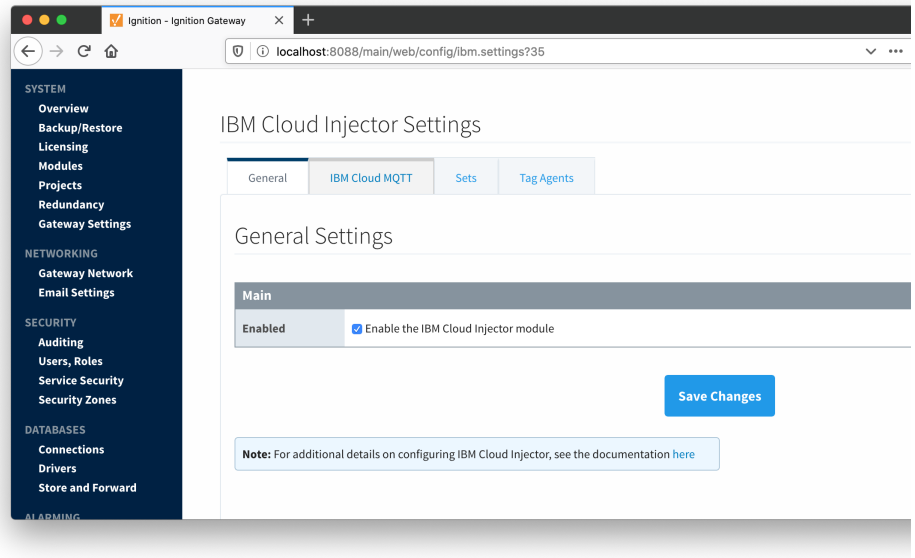 Ignition - Ignition Gateway
localhost:8088/main/web/config/ibm.settings?35
SYSTEM
Overview
Backup/Restore
Licensing
Modules
Projects
Redundancy
Gateway Settings
NETWORKING
Gateway Network
Email Settings
SECURITY
Auditing
Users, Roles
Service Security
Security Zones
DATABASES
Connections
Drivers
Store and Forward
ALARMING
IBM Cloud Injector Settings
General IBM Cloud MQTT Sets Tag Agents
General Settings
Main
Enabled Enable the IBM Cloud Injector module
Save Changes
Note: For additional details on configuring IBM Cloud Injector, see the documentation here